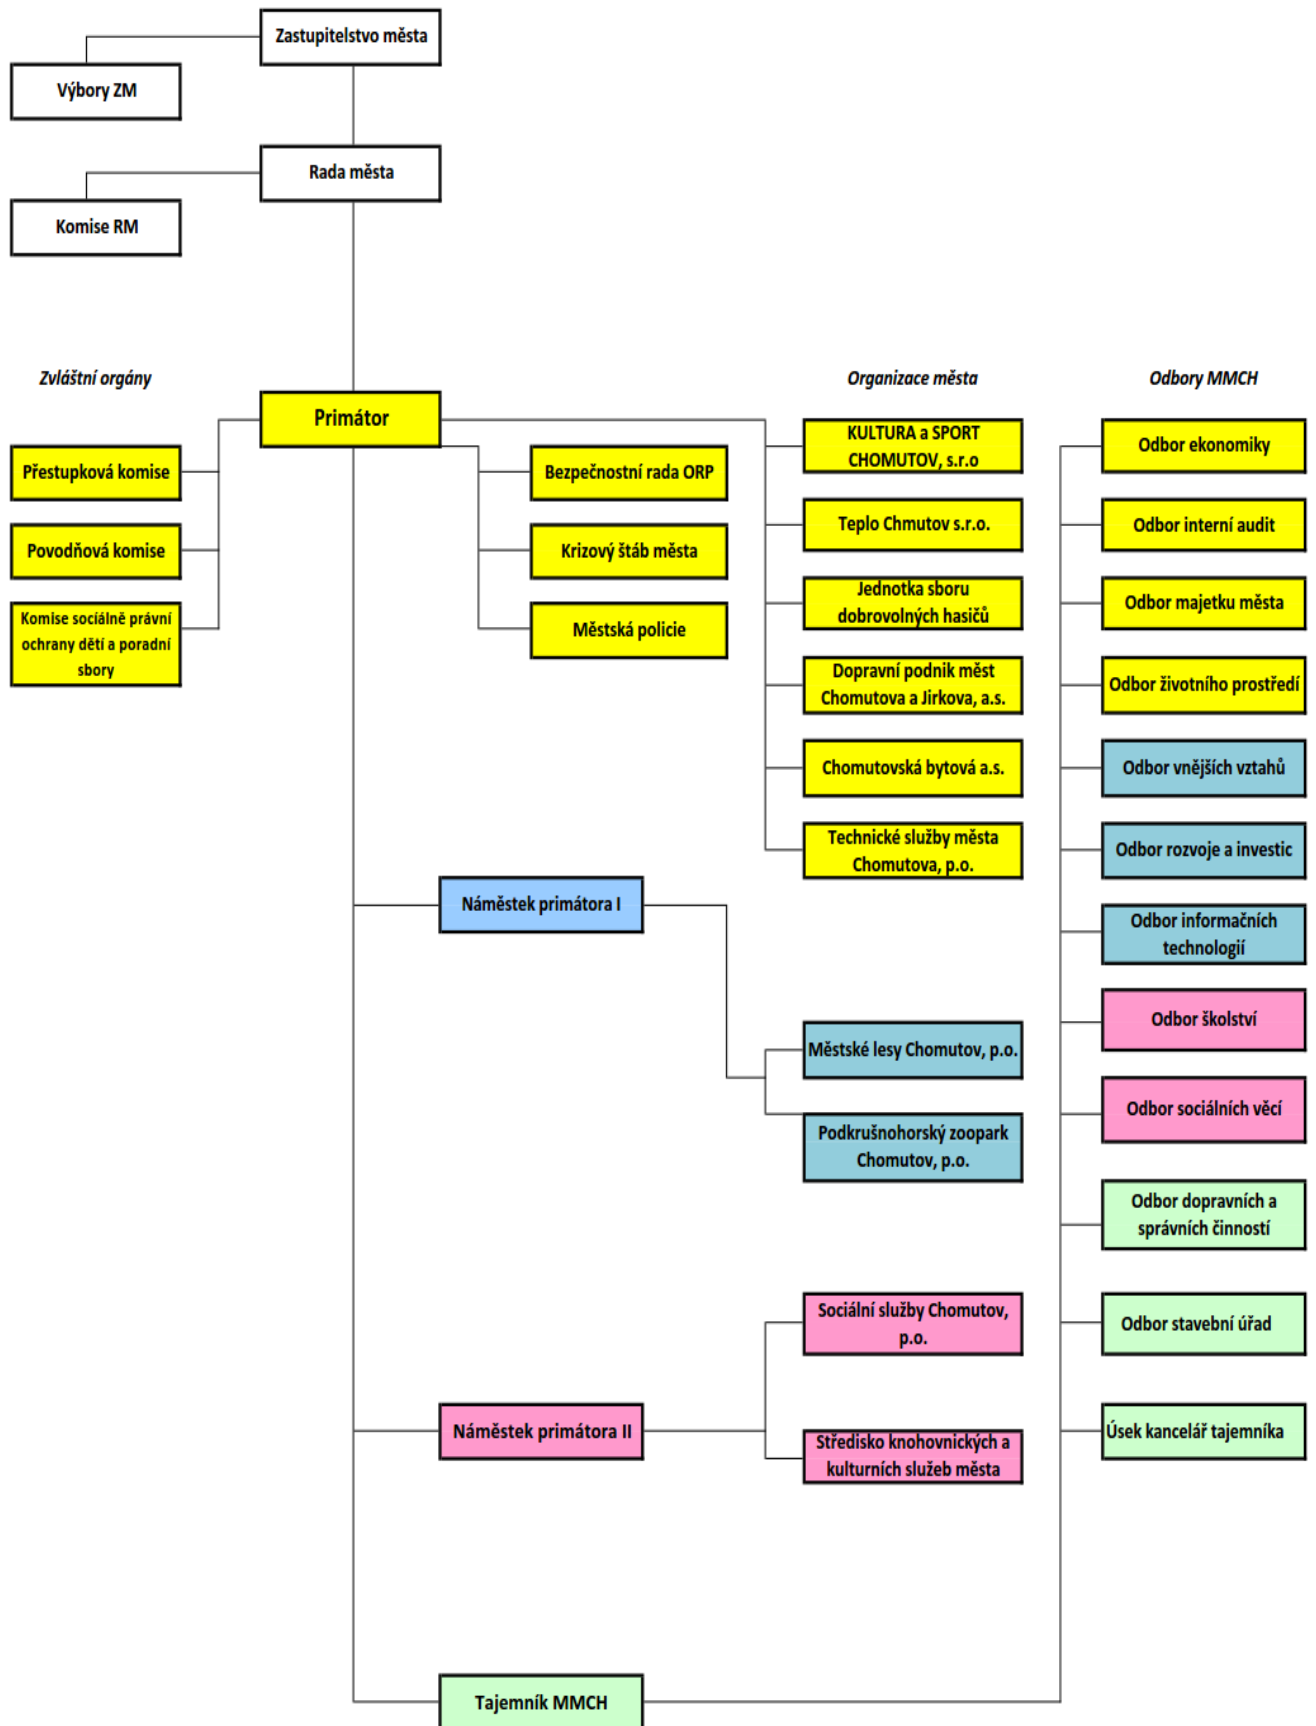 Zastupitelstvo města
Výbory ZM
Rada města
Komise RM
Zvláštní orgány
Organizace města
Odbory MMCH
Primátor
Přestupková komise
Povodňová komise
Komise sociálně právní
ochrany dětí a poradní
sbory
Bezpečnostní rada ORP
Krizový štáb města
Městská policie
KULTURA a SPORT
CHOMUTOV, s.r.o
Teplo Chmutov s.r.o.
Jednotka sboru
dobrovolných hasičů
Dopravní podnik měst
Chomutova a Jirkova, a.s.
Chomutovská bytová a.s.
Technické služby města
Chomutova, p.o.
Odbor ekonomiky
Odbor interní audit
Odbor majetku města
Odbor životního prostředí
Odbor vnějších vztahů
Odbor rozvoje a investic
Odbor informačních
technologií
Odbor školství
Odbor sociálních věcí
Odbor dopravních a
správních činností
Odbor stavební úřad
Úsek kancelář tajemníka
Náměstek primátora I
Městské lesy Chomutov, p.o.
Podkrušnohorský zoopark
Chomutov, p.o.
Sociální služby Chomutov,
p.o.
Náměstek primátora II
Středisko knohovnických a
kulturních služeb města
Tajemník MMCH